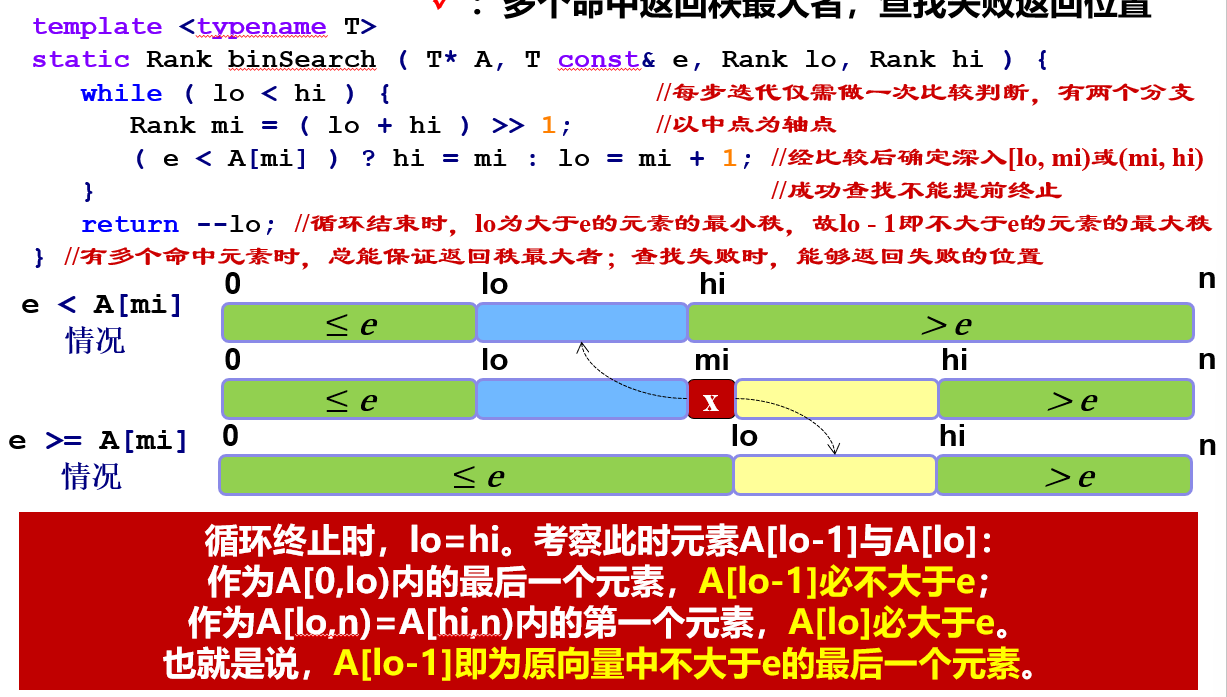 √ : 多个命中返回秩最大者，查找失败返回位置
template <typename T>
static Rank binSearch ( T* A, T const& e, Rank lo, Rank hi ) {
while ( lo < hi ) { //每步迭代仅需做一次比较判断，有两个分支
Rank mi = ( lo + hi ) >> 1; //以中点为轴点
( e < A[mi] ) ? hi = mi : lo = mi + 1; //经比较后确定深入[lo, mi)或(mi, hi)
} //成功查找不能提前终止
return --lo; //循环结束时，lo为大于e的元素的最小秩，故lo - 1即不大于e的元素的最大秩
} //有多个命中元素时，总能保证返回秩最大者；查找失败时，能够返回失败的位置
0 lo hi n
e < A[mi]
情况
≤ e > e
0 lo mi hi n
≤ e x > e
e >= A[mi]
情况
0 lo hi n
≤ e > e
循环终止时，lo=hi。考察此时元素A[lo-1]与A[lo]：
作为A[0,lo)内的最后一个元素，A[lo-1]必不大于e；
作为A[lo,n)=A[hi,n)内的第一个元素，A[lo]必大于e。
也就是说，A[lo-1]即为原向量中不大于e的最后一个元素。